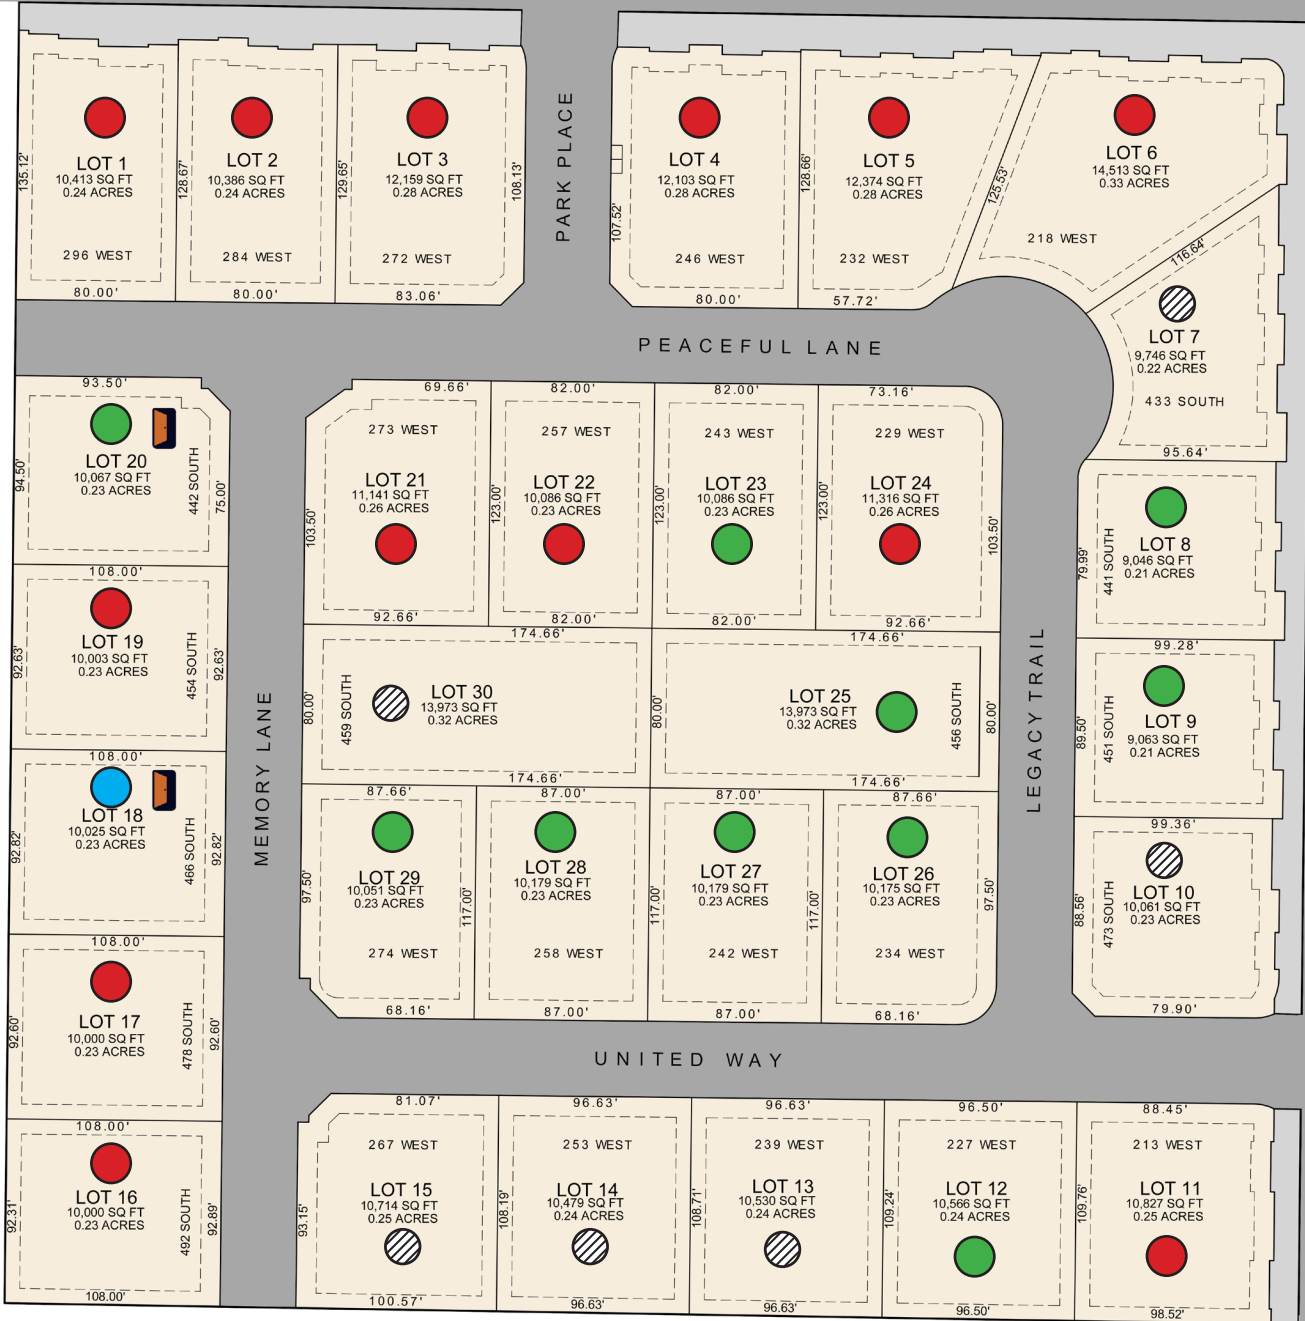 PARK PLACE
LOT 1
10,413 SQ FT
0.24 ACRES
296 WEST
135.12'
80.00'
LOT 2
10,386 SQ FT
0.24 ACRES
284 WEST
128.67'
80.00'
LOT 3
12,159 SQ FT
0.28 ACRES
272 WEST
129.65'
108.13'
83.06'
LOT 4
12,103 SQ FT
0.28 ACRES
246 WEST
107.52'
80.00'
LOT 5
12,374 SQ FT
0.28 ACRES
232 WEST
128.66'
57.72'
LOT 6
14,513 SQ FT
0.33 ACRES
218 WEST
125.53'
116.64'
LOT 7
9,746 SQ FT
0.22 ACRES
433 SOUTH
95.64'
PEACEFUL LANE
93.50'
LOT 20
10,067 SQ FT
0.23 ACRES
442 SOUTH
94.50'
75.00'
108.00'
LOT 19
10,003 SQ FT
0.23 ACRES
454 SOUTH
92.63'
92.63'
108.00'
LOT 18
10,025 SQ FT
0.23 ACRES
466 SOUTH
92.82'
92.82'
108.00'
LOT 17
10,000 SQ FT
0.23 ACRES
478 SOUTH
92.60'
92.60'
108.00'
LOT 16
10,000 SQ FT
0.23 ACRES
492 SOUTH
92.31'
92.89'
108.00'
MEMORY LANE
69.66'
273 WEST
LOT 21
11,141 SQ FT
0.26 ACRES
103.50'
92.66'
82.00'
257 WEST
LOT 22
10,086 SQ FT
0.23 ACRES
123.00'
82.00'
82.00'
243 WEST
LOT 23
10,086 SQ FT
0.23 ACRES
123.00'
82.00'
73.16'
229 WEST
LOT 24
11,316 SQ FT
0.26 ACRES
123.00'
103.50'
92.66'
174.66'
LOT 30
13,973 SQ FT
0.32 ACRES
459 SOUTH
80.00'
174.66'
174.66'
LOT 25
13,973 SQ FT
0.32 ACRES
456 SOUTH
80.00'
80.00'
174.66'
87.66'
LOT 29
10,051 SQ FT
0.23 ACRES
274 WEST
97.50'
117.00'
68.16'
87.00'
LOT 28
10,179 SQ FT
0.23 ACRES
258 WEST
117.00'
87.00'
87.00'
LOT 27
10,179 SQ FT
0.23 ACRES
242 WEST
117.00'
87.00'
87.66'
LOT 26
10,175 SQ FT
0.23 ACRES
234 WEST
97.50'
68.16'
LEGACY TRAIL
LOT 8
9,046 SQ FT
0.21 ACRES
441 SOUTH
79.99'
99.28'
LOT 9
9,063 SQ FT
0.21 ACRES
451 SOUTH
89.50'
99.36'
LOT 10
10,061 SQ FT
0.23 ACRES
473 SOUTH
88.56'
79.90'
UNITED WAY
81.07'
267 WEST
LOT 15
10,714 SQ FT
0.25 ACRES
93.15'
100.57'
96.63'
253 WEST
LOT 14
10,479 SQ FT
0.24 ACRES
108.19'
96.63'
96.63'
239 WEST
LOT 13
10,530 SQ FT
0.24 ACRES
108.71'
96.63'
96.50'
227 WEST
LOT 12
10,566 SQ FT
0.24 ACRES
109.24'
96.50'
88.45'
213 WEST
LOT 11
10,827 SQ FT
0.25 ACRES
109.76'
98.52'